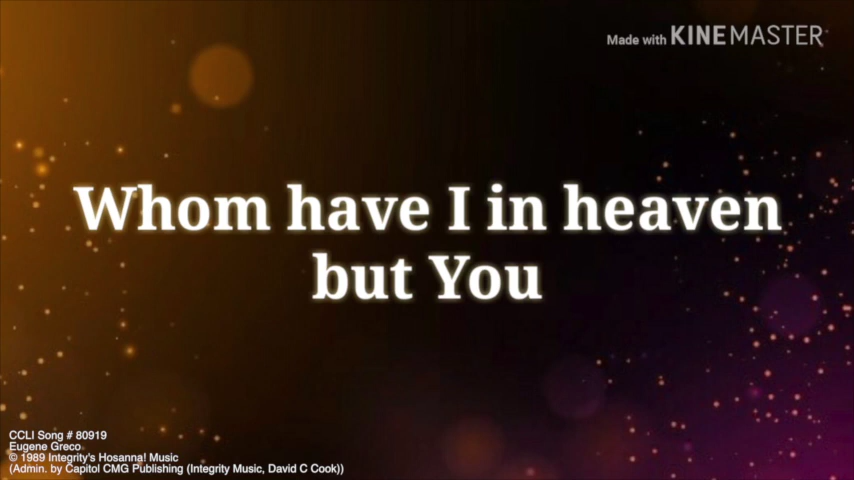 Made with KINEMASTER
Whom have I in heaven
but You
CCLI Song # 80919
Eugene Greco
© 1989 Integrity's Hosanna! Music
(Admin. by Capitol CMG Publishing (Integrity Music, David C Cook))